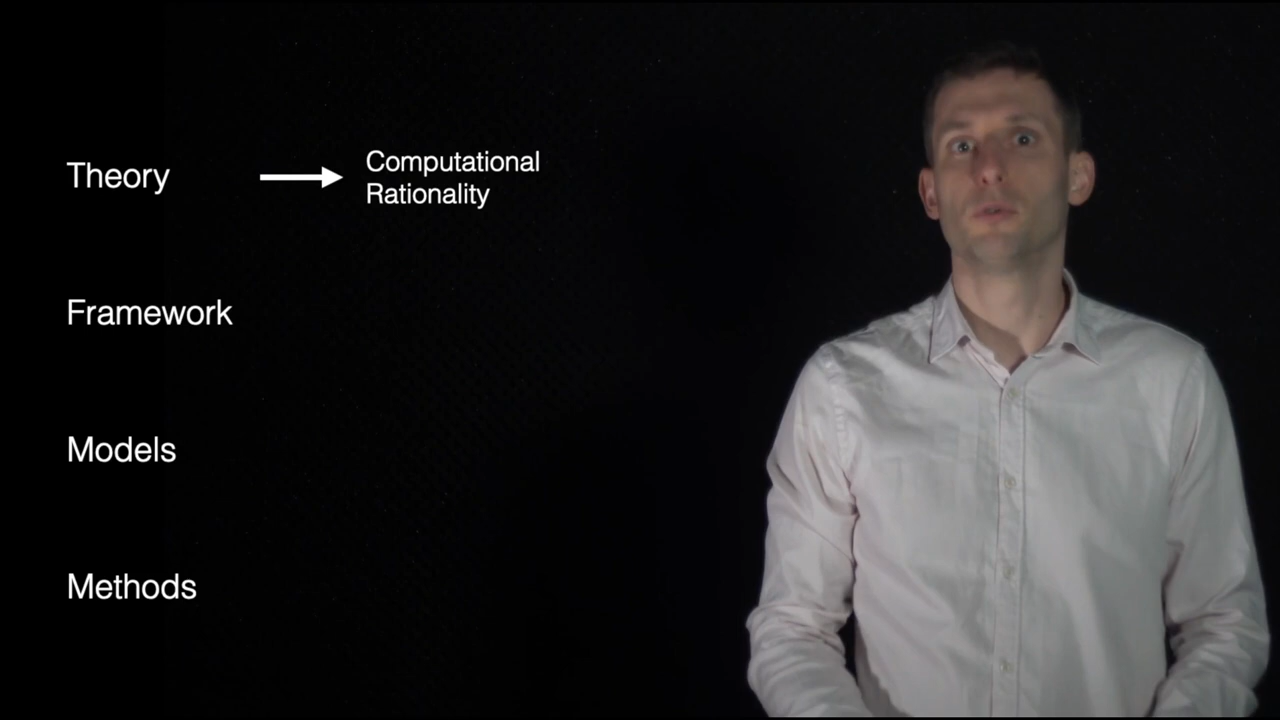 Theory
Computational
Rationality
Framework
Models
Methods